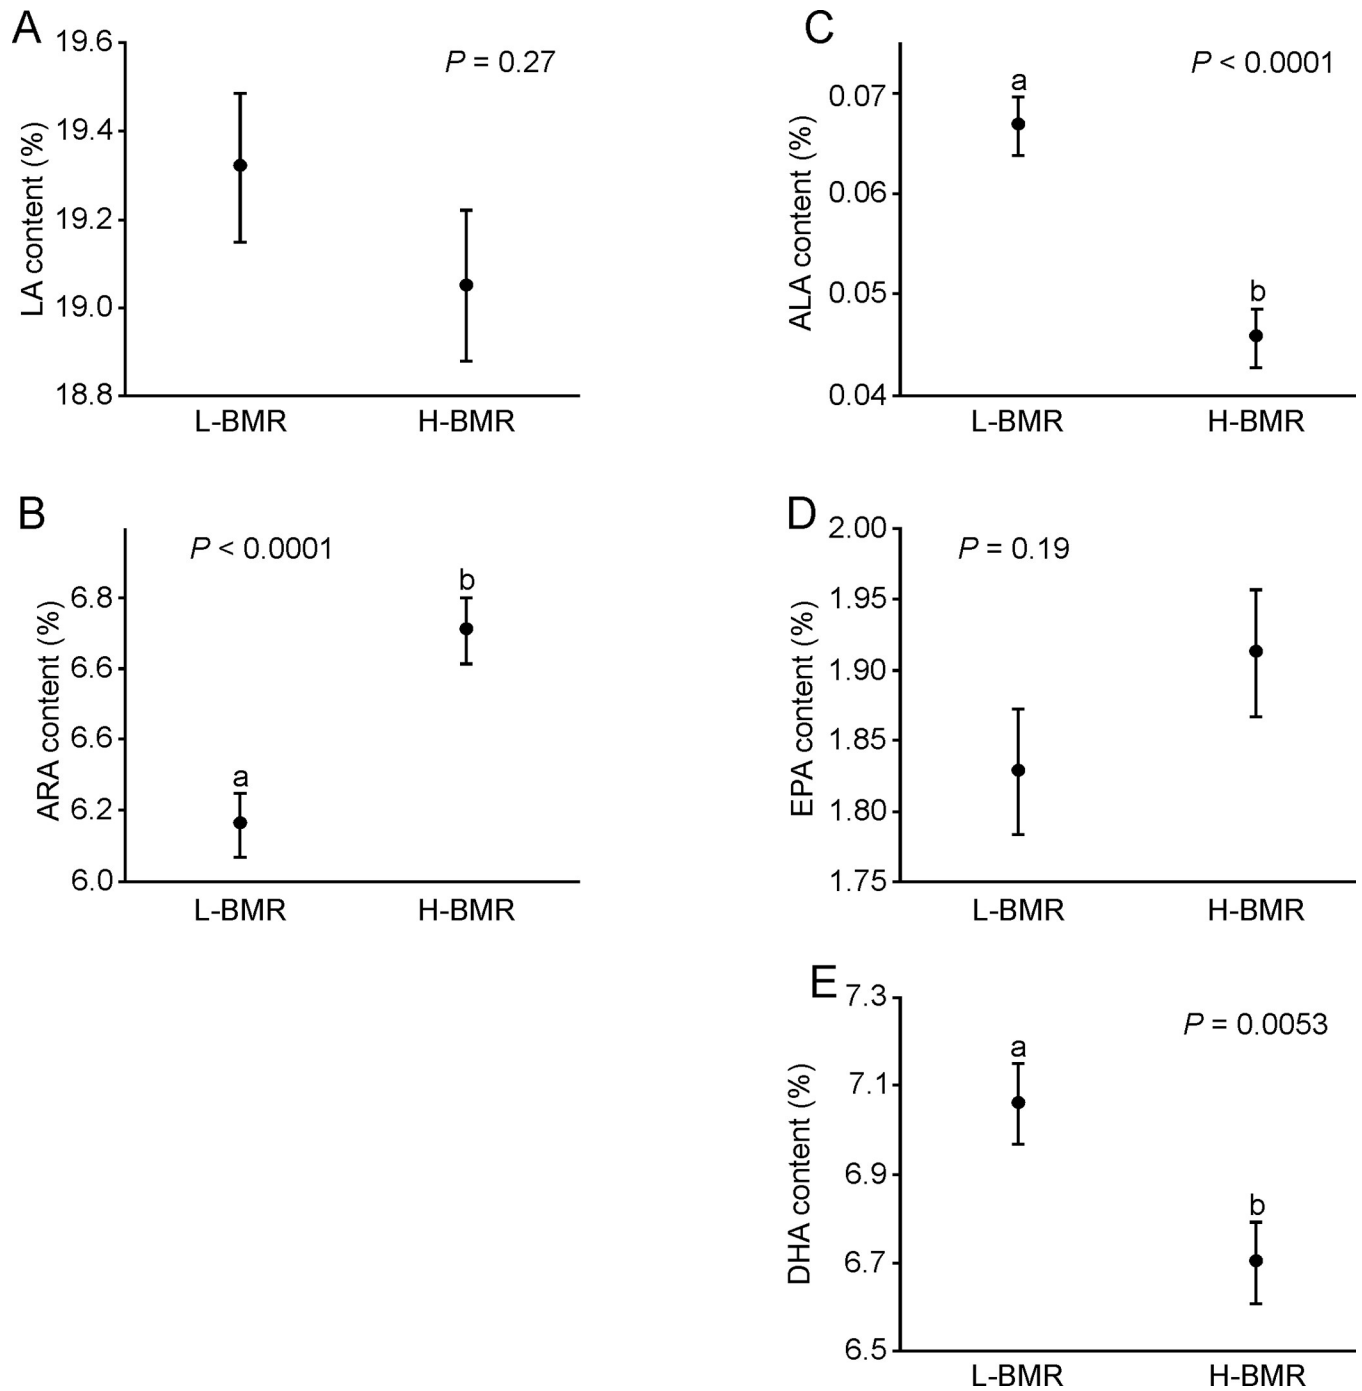 A
19.6
19.4
19.2
19.0
18.8
LA content (%)
P = 0.27
L-BMR
H-BMR
B
6.8
6.6
6.6
6.2
6.0
ARA content (%)
P < 0.0001
a
b
L-BMR
H-BMR
C
0.07
0.06
0.05
0.04
ALA content (%)
P < 0.0001
a
b
L-BMR
H-BMR
D
2.00
1.95
1.90
1.85
1.80
1.75
EPA content (%)
P = 0.19
L-BMR
H-BMR
E
7.3
7.1
6.9
6.7
6.5
DHA content (%)
P = 0.0053
a
b
L-BMR
H-BMR